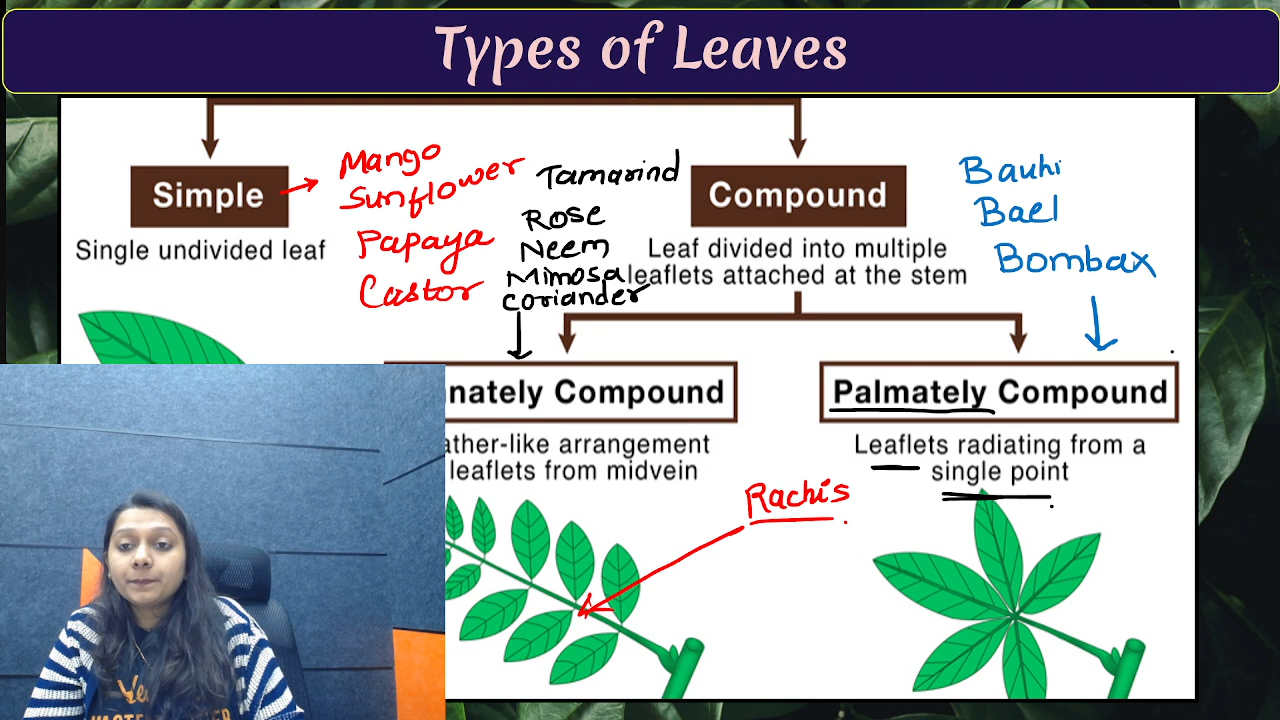 Types of Leaves
Simple
Single undivided leaf
Mango
Sunflower
Papaya
Castor
Tamarind
Rose
Neem
Mimosa
Coriander
Compound
Leaf divided into multiple
leaflets attached at the stem
Bauhi
Bael
Bombax
nately Compound
ather-like arrangement
leaflets from midvein
Palmately Compound
Leaflets radiating from a
single point
Rachis